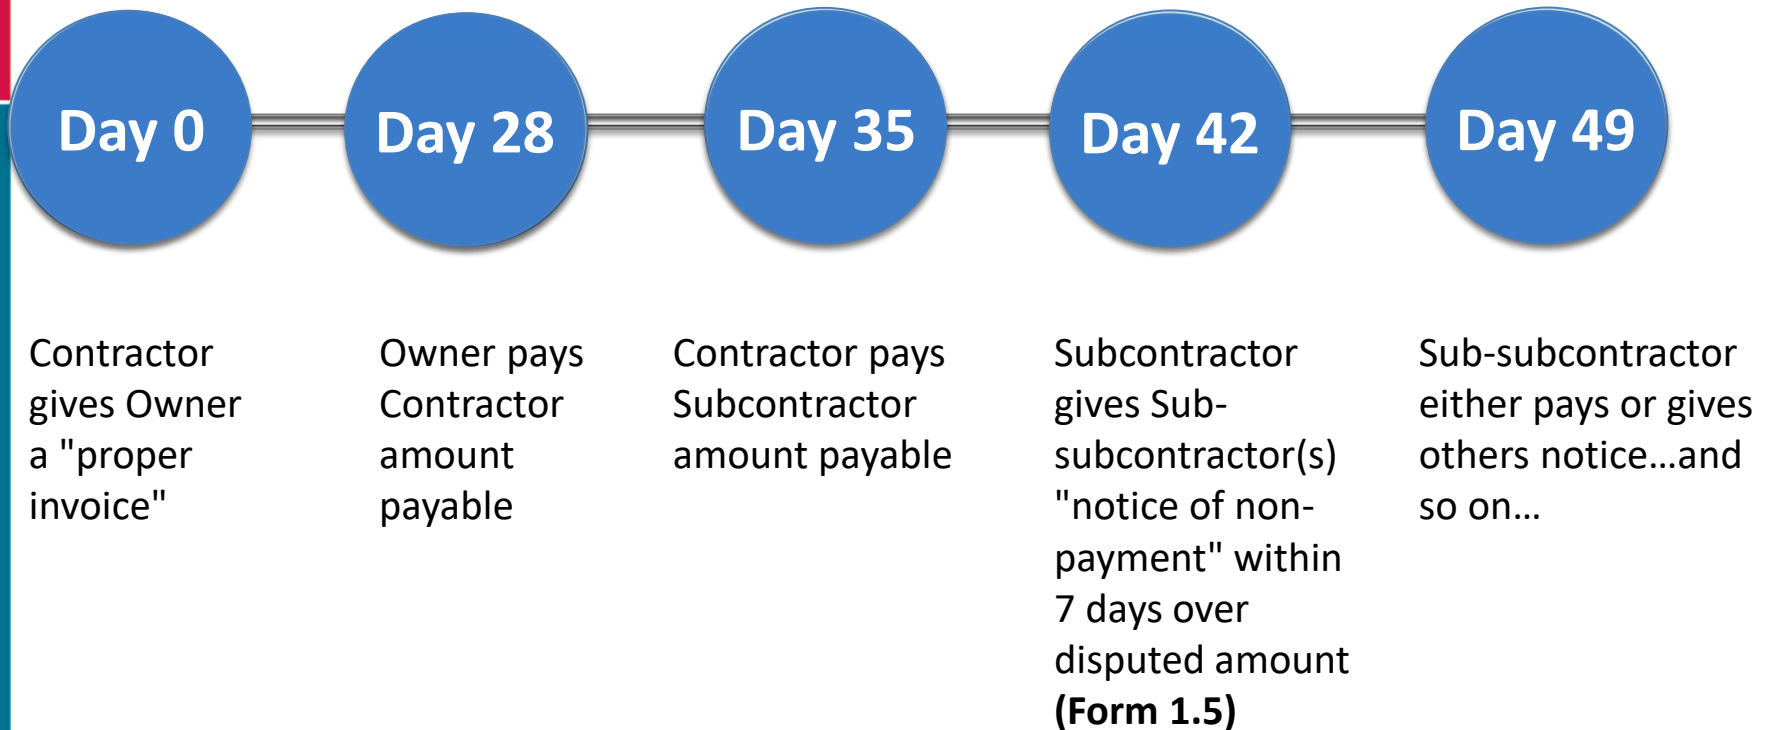 Day 0
Day 28
Day 35
Day 42
Day 49
Contractor
gives Owner
a "proper
invoice"
Owner pays
Contractor
amount
payable
Contractor pays
Subcontractor
amount payable
Subcontractor
gives Sub-
subcontractor(s)
"notice of non-
payment" within
7 days over
disputed amount
(Form 1.5)
Sub-subcontractor
either pays or gives
others notice…and
so on…